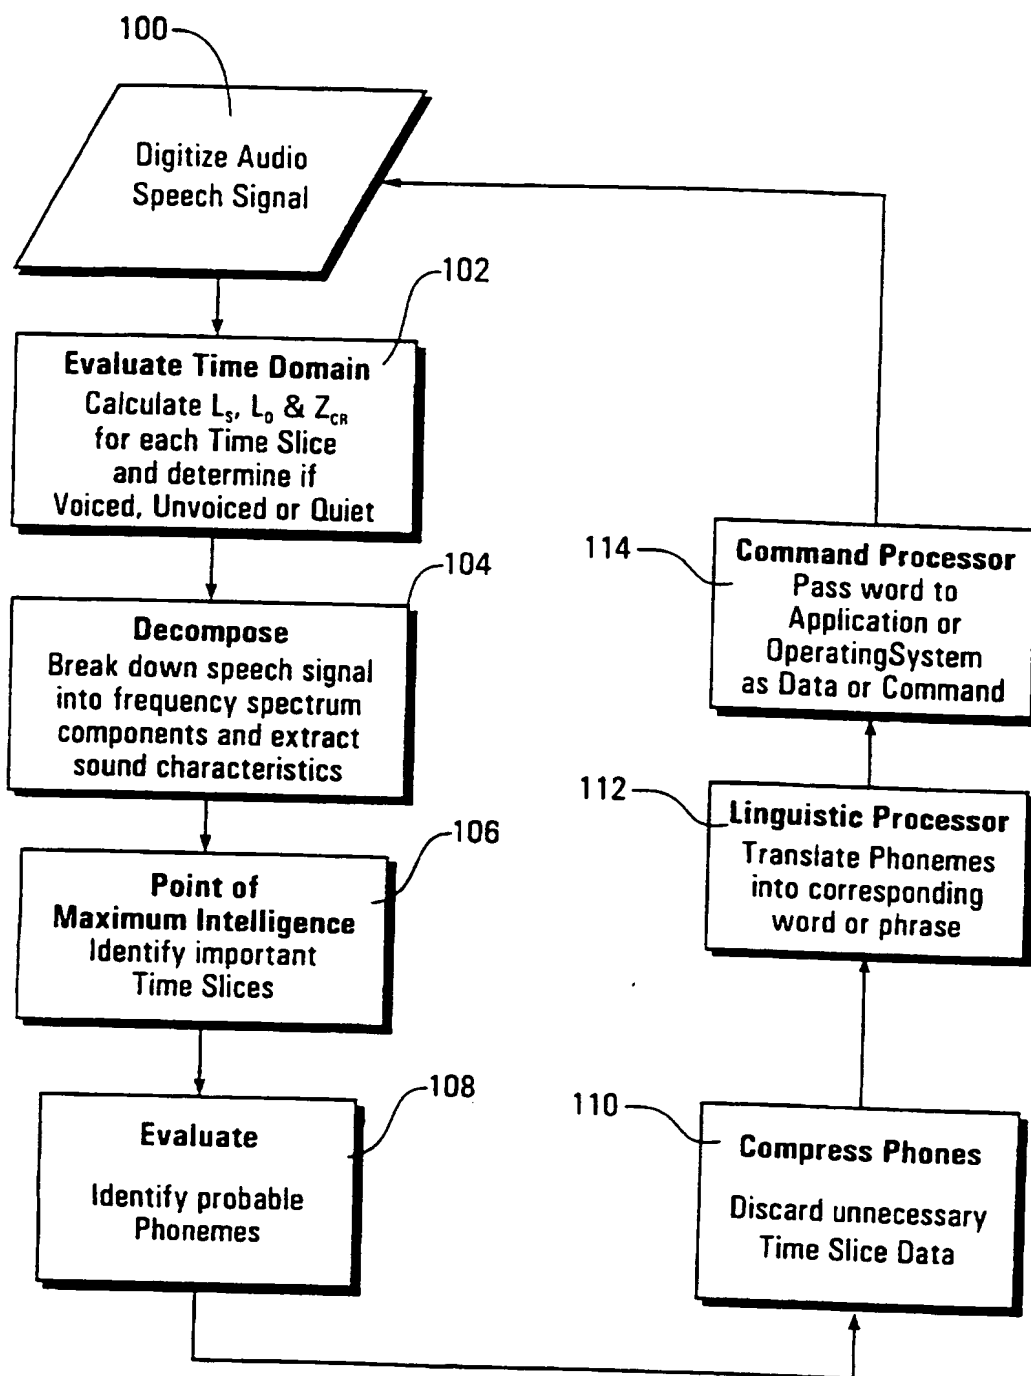 100
Digitize Audio
Speech Signal
102
Evaluate Time Domain
Calculate L_S, L_D & Z_CR
for each Time Slice
and determine if
Voiced, Unvoiced or Quiet
104
Decompose
Break down speech signal
into frequency spectrum
components and extract
sound characteristics
106
Point of
Maximum Intelligence
Identify important
Time Slices
108
Evaluate
Identify probable
Phonemes
110
Compress Phones
Discard unnecessary
Time Slice Data
112
Linguistic Processor
Translate Phonemes
into corresponding
word or phrase
114
Command Processor
Pass word to
Application or
OperatingSystem
as Data or Command